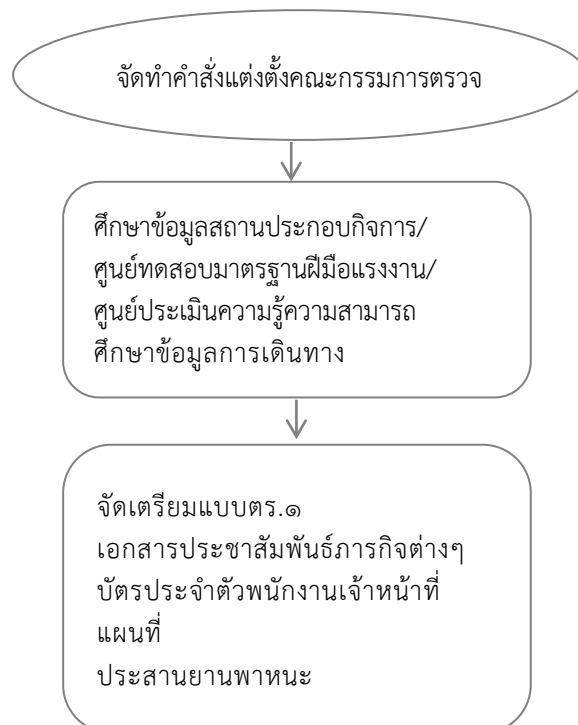 จัดทำคำสั่งแต่งตั้งคณะกรรมการตรวจ
ศึกษาข้อมูลสถานประกอบกิจการ/
ศูนย์ทดสอบมาตรฐานฝีมือแรงงาน/
ศูนย์ประเมินความรู้ความสามารถ
ศึกษาข้อมูลการเดินทาง
จัดเตรียมแบบตร.๑
เอกสารประชาสัมพันธ์ภารกิจต่างๆ
บัตรประจำตัวพนักงานเจ้าหน้าที่
แผนที่
ประสานยานพาหนะ